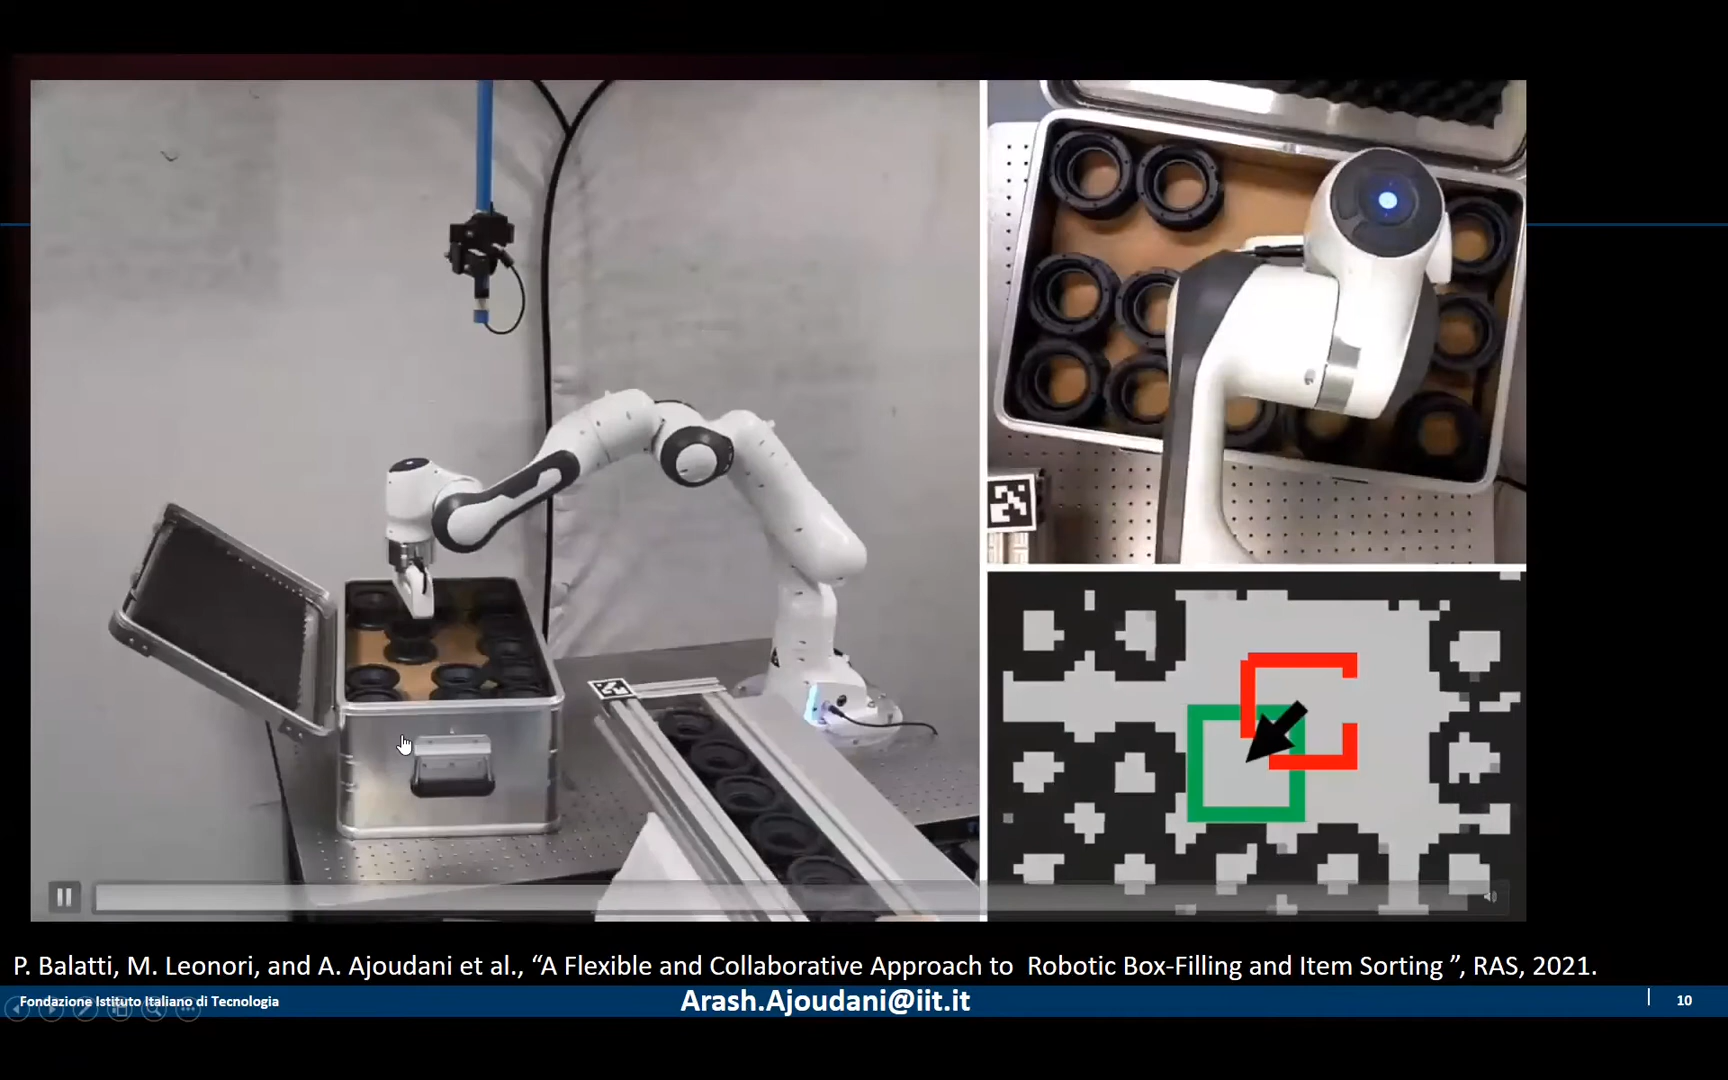 P. Balatti, M. Leonori, and A. Ajoudani et al., “A Flexible and Collaborative Approach to  Robotic Box-Filling and Item Sorting ”, RAS, 2021.
Fondazione Istituto Italiano di Tecnologia
Arash.Ajoudani@iit.it
10